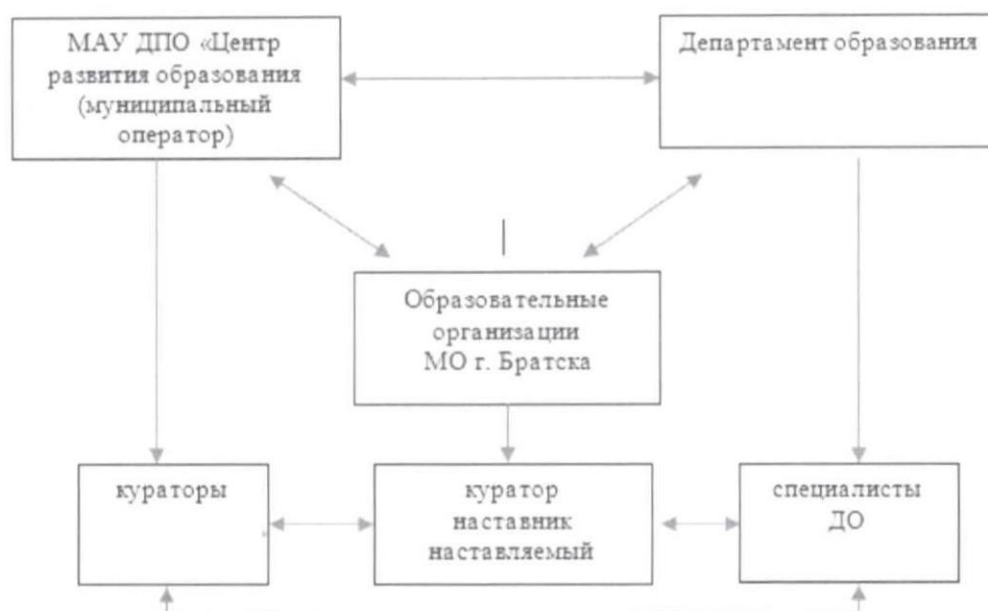 МАУ ДПО «Центр
развития образования
(муниципальный
оператор)
Департамент образования
Образовательные
организации
МО г. Братска
кураторы
куратор
наставник
наставляемый
специалисты
ДО